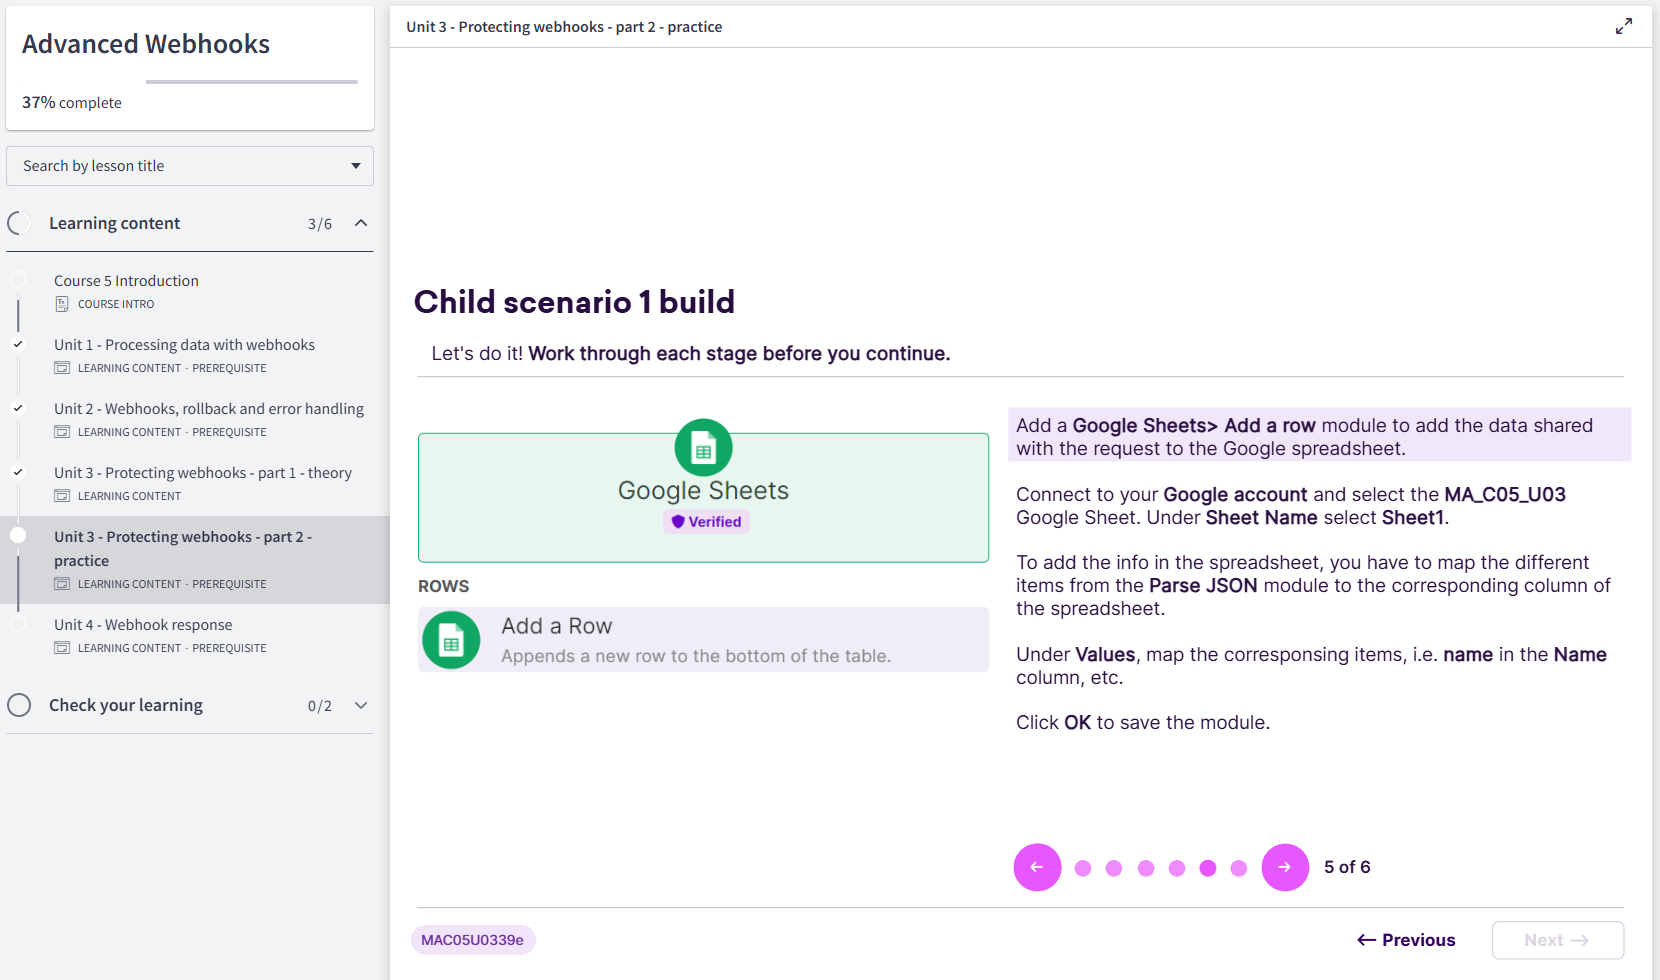 Advanced Webhooks
37% complete
Search by lesson title
Learning content 3/6
Course 5 Introduction
COURSE INTRO
Unit 1 - Processing data with webhooks
LEARNING CONTENT · PREREQUISITE
Unit 2 - Webhooks, rollback and error handling
LEARNING CONTENT · PREREQUISITE
Unit 3 - Protecting webhooks - part 1 - theory
LEARNING CONTENT
Unit 3 - Protecting webhooks - part 2 -
practice
LEARNING CONTENT · PREREQUISITE
Unit 4 - Webhook response
LEARNING CONTENT · PREREQUISITE
Check your learning 0/2
Unit 3 - Protecting webhooks - part 2 - practice
Child scenario 1 build
Let's do it! Work through each stage before you continue.
Google Sheets
Verified
ROWS
Add a Row
Appends a new row to the bottom of the table.
Add a Google Sheets> Add a row module to add the data shared
with the request to the Google spreadsheet.
Connect to your Google account and select the MA_C05_U03
Google Sheet. Under Sheet Name select Sheet1.
To add the info in the spreadsheet, you have to map the different
items from the Parse JSON module to the corresponding column of
the spreadsheet.
Under Values, map the corresponsing items, i.e. name in the Name
column, etc.
Click OK to save the module.
← → 5 of 6
MAC05U0339e
← Previous
Next →